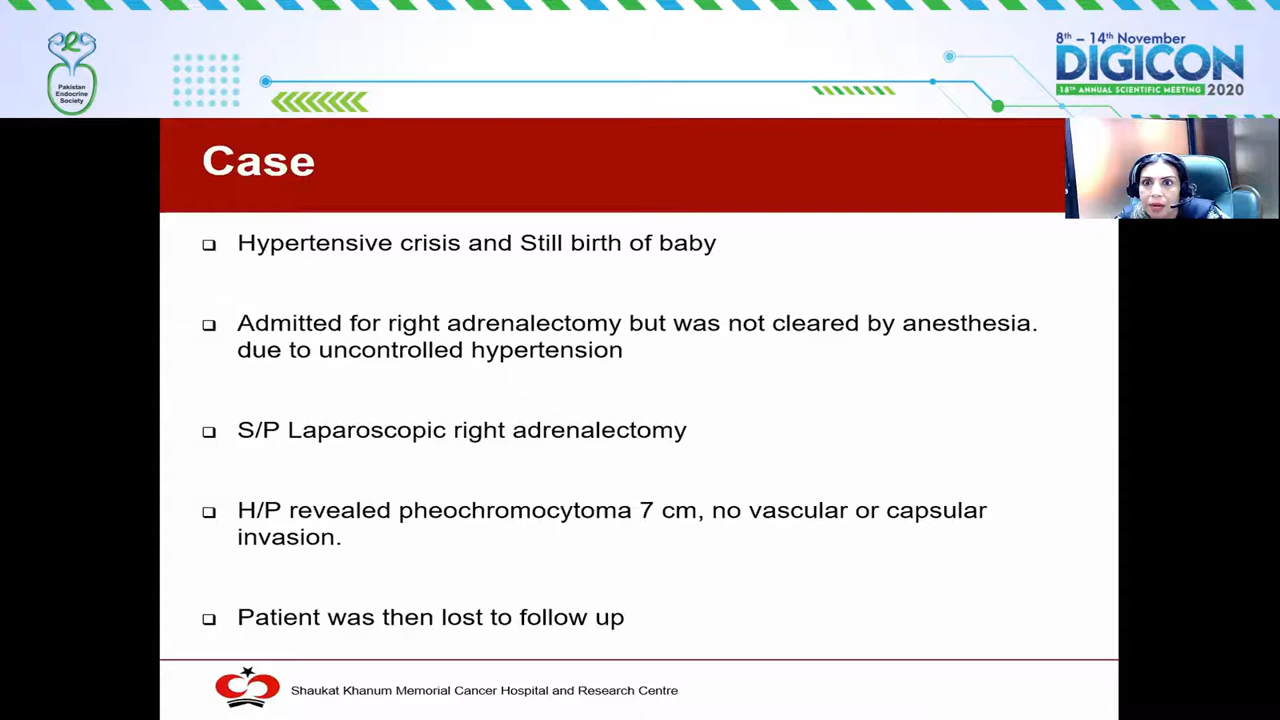 Pakistan
Endocrine
Society
8th – 14th November
DIGICON
18TH ANNUAL SCIENTIFIC MEETING 2020
Case
Hypertensive crisis and Still birth of baby
Admitted for right adrenalectomy but was not cleared by anesthesia.
due to uncontrolled hypertension
S/P Laparoscopic right adrenalectomy
H/P revealed pheochromocytoma 7 cm, no vascular or capsular
invasion.
Patient was then lost to follow up
Shaukat Khanum Memorial Cancer Hospital and Research Centre